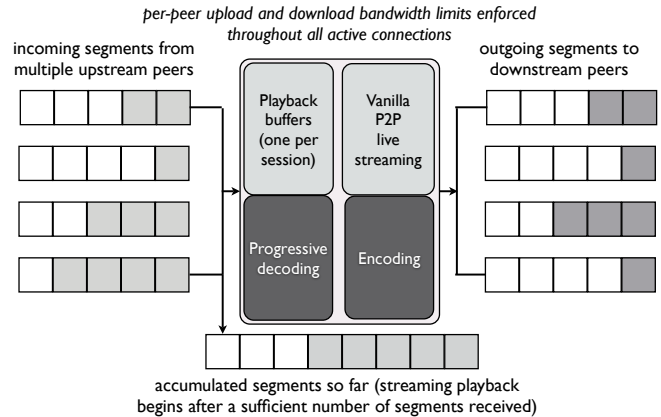 per-peer upload and download bandwidth limits enforced
throughout all active connections
incoming segments from
multiple upstream peers
outgoing segments to
downstream peers
Playback
buffers
(one per
session)
Vanilla
P2P
live
streaming
Progressive
decoding
Encoding
accumulated segments so far (streaming playback
begins after a sufficient number of segments received)